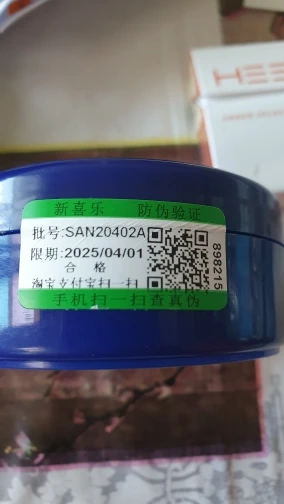 HEE
新喜乐 防伪验证
批号:SAN20402A
限期:2025/04/01
合格
淘宝支付宝扫一扫
898215
手机扫一扫查真伪